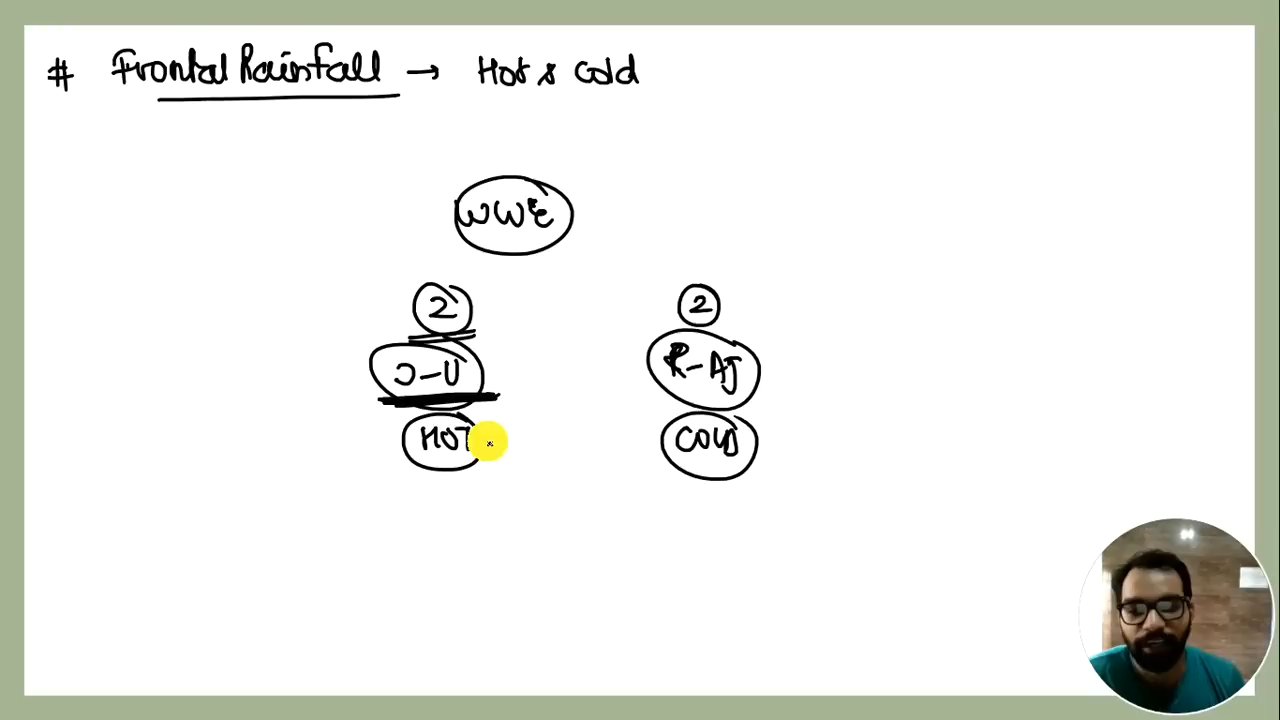 # Frontal Rainfall → Hot & Cold
WWE
2 2
J-U R-AJ
HOT COLD